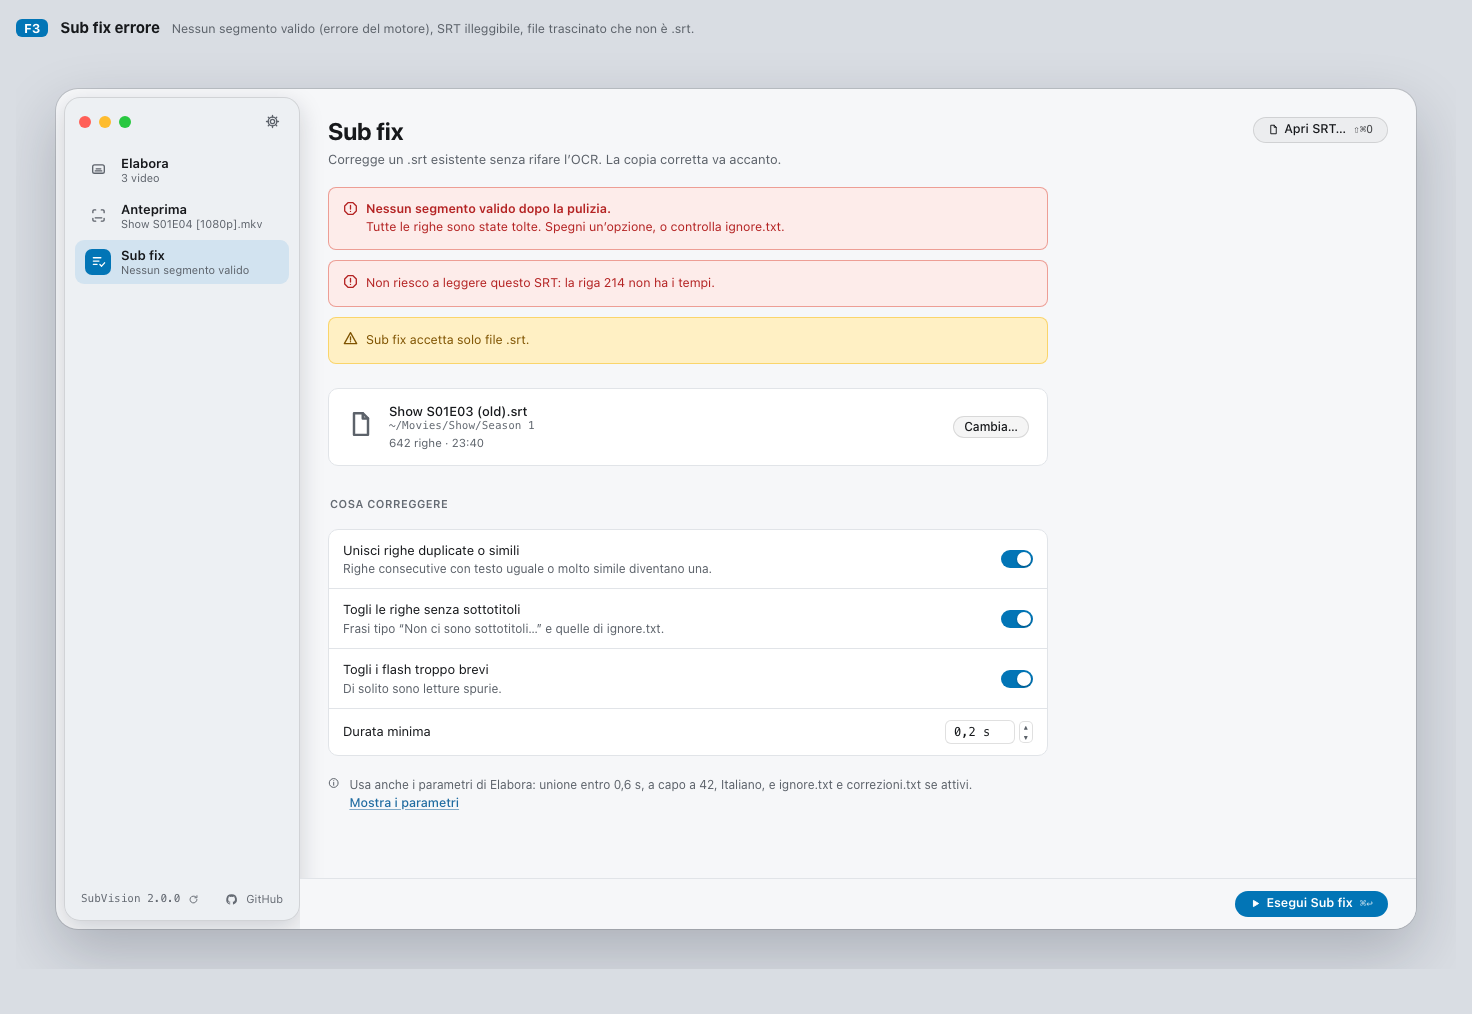 F3 Sub fix errore Nessun segmento valido (errore del motore), SRT illeggibile, file trascinato che non è .srt.
Elabora
3 video
Anteprima
Show S01E04 [1080p].mkv
Sub fix
Nessun segmento valido
SubVision 2.0.0 GitHub
Sub fix
Apri SRT… ⇧⌘O
Corregge un .srt esistente senza rifare l’OCR. La copia corretta va accanto.
Nessun segmento valido dopo la pulizia.
Tutte le righe sono state tolte. Spegni un’opzione, o controlla ignore.txt.
Non riesco a leggere questo SRT: la riga 214 non ha i tempi.
Sub fix accetta solo file .srt.
Show S01E03 (old).srt
~/Movies/Show/Season 1
642 righe · 23:40
Cambia…
COSA CORREGGERE
Unisci righe duplicate o simili
Righe consecutive con testo uguale o molto simile diventano una.
Togli le righe senza sottotitoli
Frasi tipo “Non ci sono sottotitoli…” e quelle di ignore.txt.
Togli i flash troppo brevi
Di solito sono letture spurie.
Durata minima
0,2 s
Usa anche i parametri di Elabora: unione entro 0,6 s, a capo a 42, Italiano, e ignore.txt e correzioni.txt se attivi.
Mostra i parametri
Esegui Sub fix ⌘↩